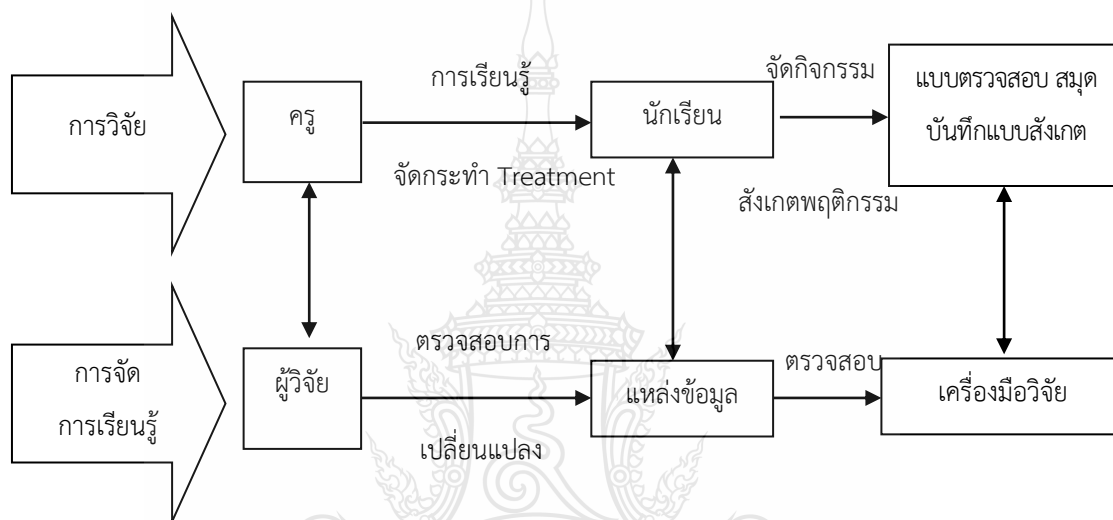 การวิจัย
ครู
การเรียนรู้
จัดกระทำ Treatment
นักเรียน
จัดกิจกรรม
สังเกตพฤติกรรม
แบบตรวจสอบ สมุด
บันทึกแบบสังเกต
การจัด
การเรียนรู้
ผู้วิจัย
ตรวจสอบการ
เปลี่ยนแปลง
แหล่งข้อมูล
ตรวจสอบ
เครื่องมือวิจัย